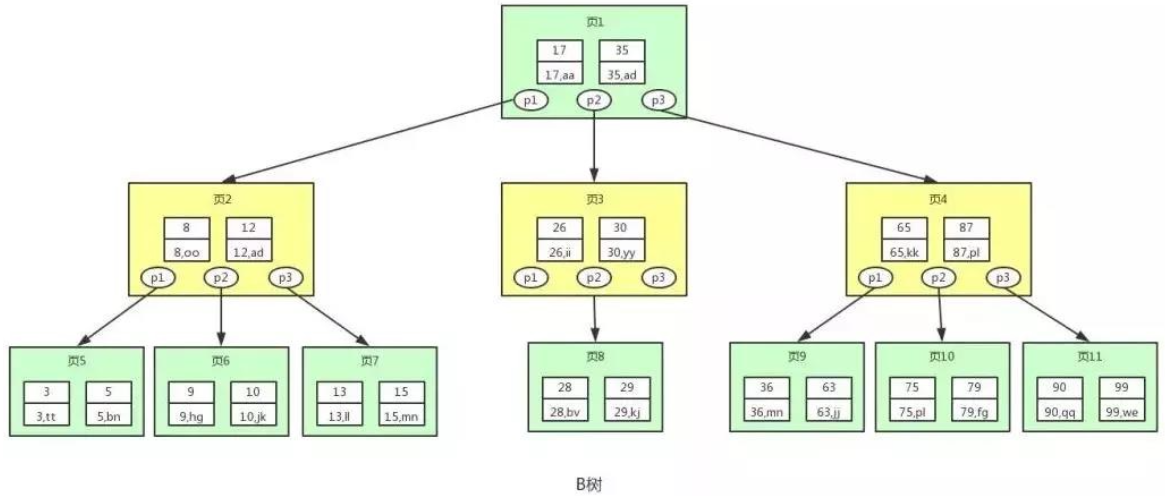 页1
17 35
17,aa 35,ad
p1 p2 p3
页2 页3 页4
8 12 26 30 65 87
8,oo 12,ad 26,ii 30,yy 65,kk 87,pl
p1 p2 p3 p1 p2 p3 p1 p2 p3
页5 页6 页7 页8 页9 页10 页11
3 5 9 10 13 15 28 29 36 63 75 79 90 99
3,tt 5,bn 9,hg 10,jk 13,ll 15,mn 28,bv 29,kj 36,mn 63,jj 75,pl 79,fg 90,qq 99,we
B树